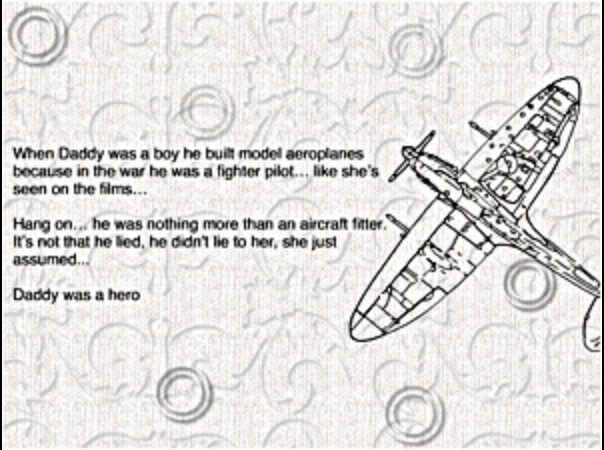 When Daddy was a boy he built model aeroplanes
because in the war he was a fighter pilot... like she's
seen on the films...
Hang on... he was nothing more than an aircraft fitter.
It's not that he lied, he didn't lie to her, she just
assumed...
Daddy was a hero